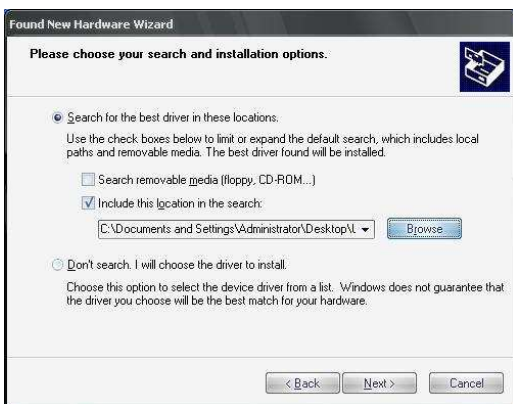 Found New Hardware Wizard
Please choose your search and installation options.
Search for the best driver in these locations.
Use the check boxes below to limit or expand the default search, which includes local
paths and removable media. The best driver found will be installed.
Search removable media (floppy, CD-ROM...)
Include this location in the search:
C:\Documents and Settings\Administrator\Desktop\L
Browse
Don't search. I will choose the driver to install.
Choose this option to select the device driver from a list. Windows does not guarantee that
the driver you choose will be the best match for your hardware.
< Back
Next >
Cancel